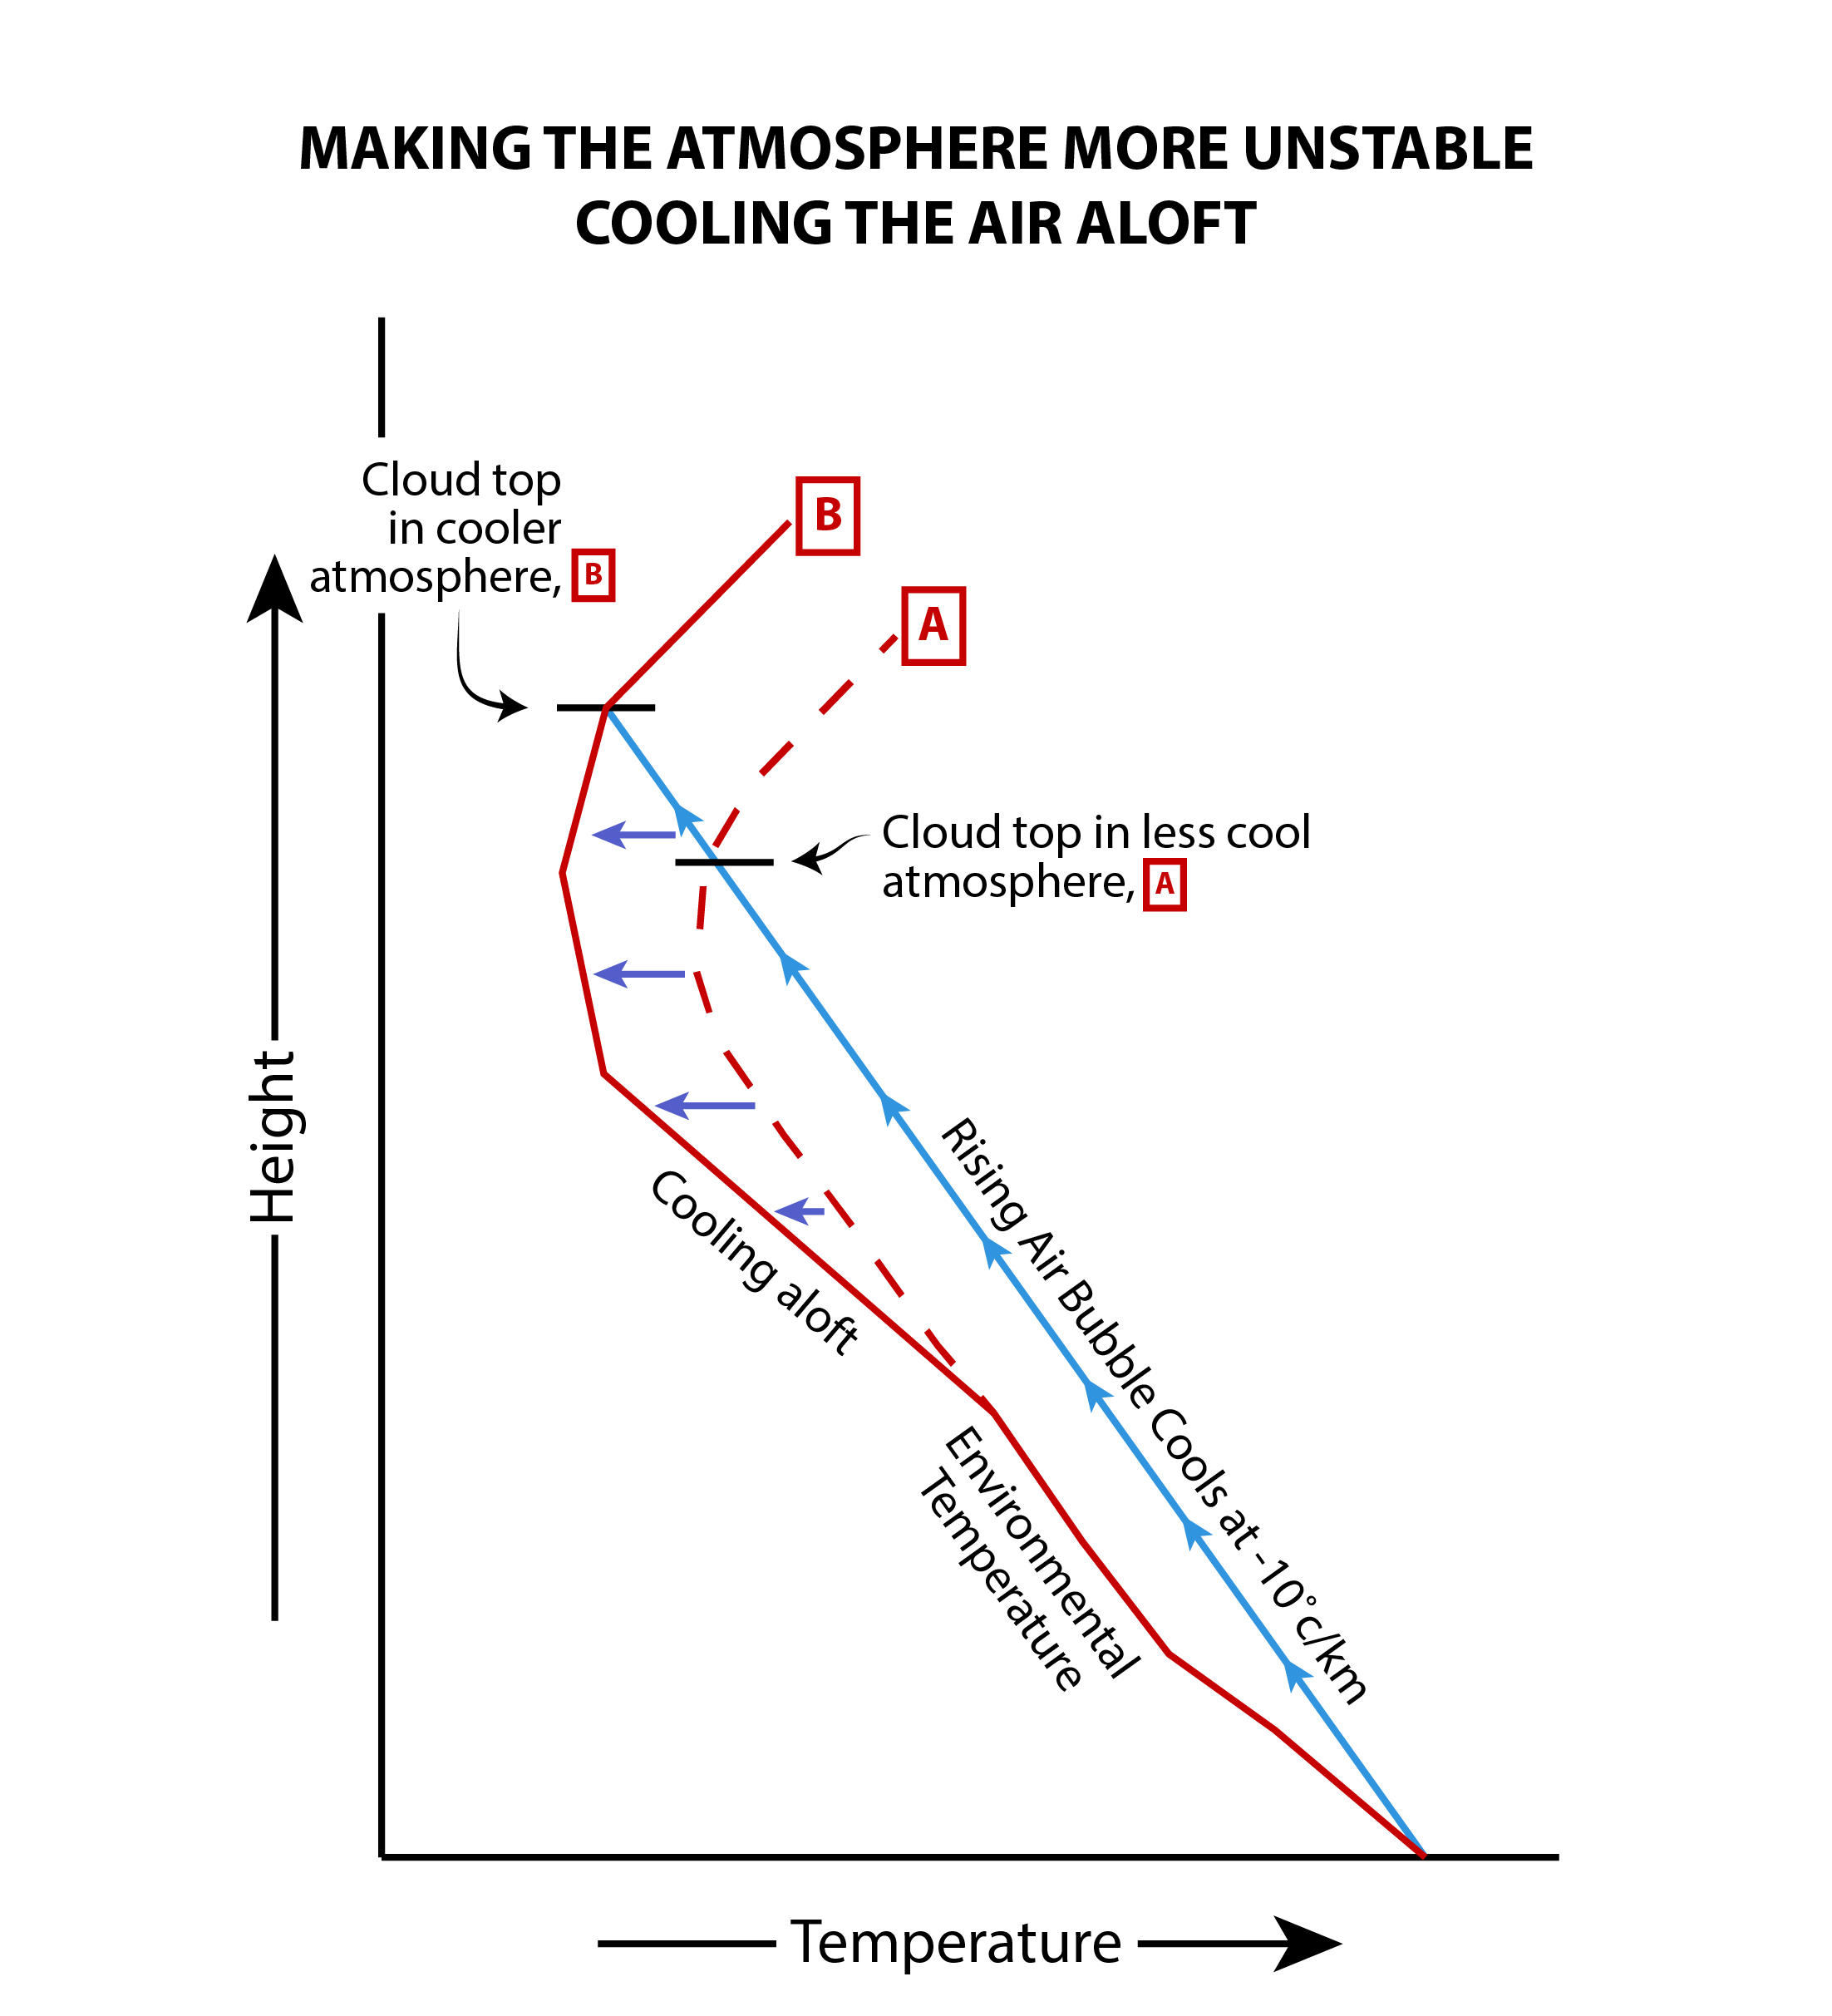 MAKING THE ATMOSPHERE MORE UNSTABLE
COOLING THE AIR ALOFT
Cloud top
in cooler
atmosphere, B
B
A
Cloud top in less cool
atmosphere, A
Height
Rising Air Bubble Cools at -10˚c/km
Cooling aloft
Environmental
Temperature
Temperature